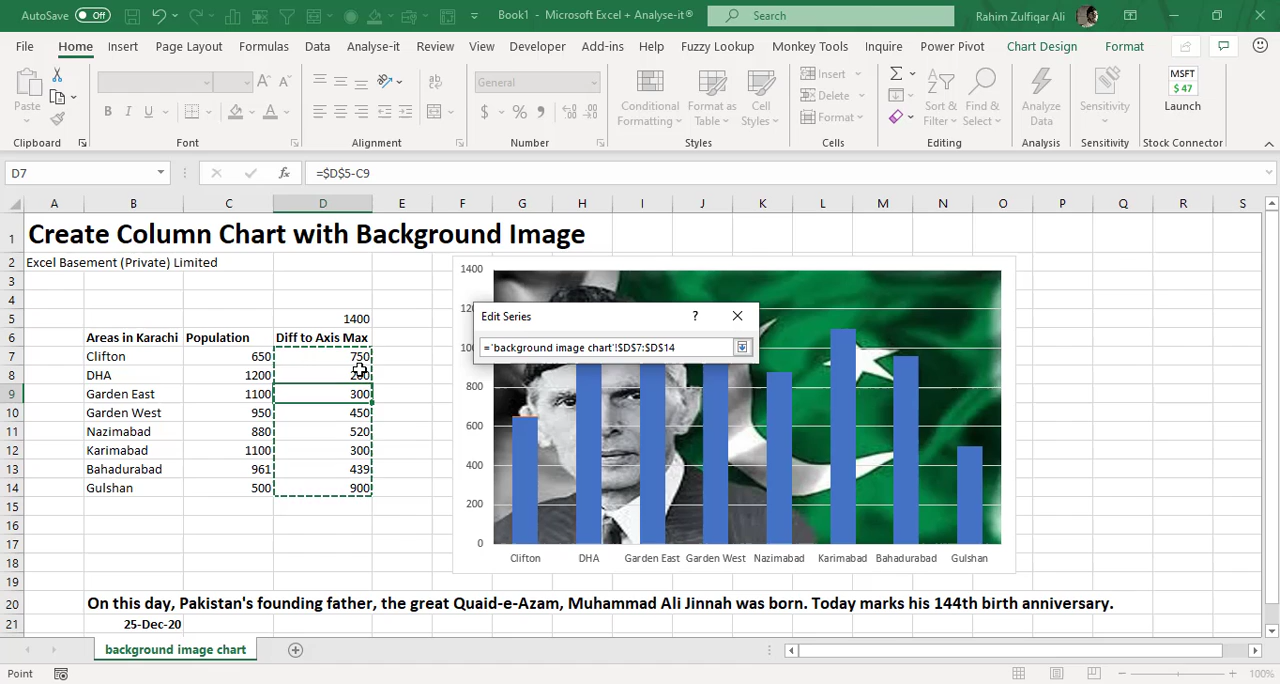 AutoSave Off Book1 - Microsoft Excel + Analyse-it® Search Rahim Zulfiqar Ali
File Home Insert Page Layout Formulas Data Analyse-it Review View Developer Add-ins Help Fuzzy Lookup Monkey Tools Inquire Power Pivot Chart Design Format
Paste B I U General $ % Conditional Formatting Format as Table Cell Styles Insert Delete Format Sort & Filter Find & Select Analyze Data Sensitivity MSFT $ 47 Launch
Clipboard Font Alignment Number Styles Cells Editing Analysis Sensitivity Stock Connector
D7 fx =$D$5-C9
A B C D E F G H I J K L M N O P Q R S
1 Create Column Chart with Background Image
2 Excel Basement (Private) Limited
3
4
5 1400
6 Areas in Karachi Population Diff to Axis Max
7 Clifton 650 750
8 DHA 1200
9 Garden East 1100 300
10 Garden West 950 450
11 Nazimabad 880 520
12 Karimabad 1100 300
13 Bahadurabad 961 439
14 Gulshan 500 900
15
16
17
18
19
1400
800
600
400
200
0
Clifton DHA Garden East Garden West Nazimabad Karimabad Bahadurabad Gulshan
Edit Series ?
='background image chart'!$D$7:$D$14
20 On this day, Pakistan's founding father, the great Quaid-e-Azam, Muhammad Ali Jinnah was born. Today marks his 144th birth anniversary.
21 25-Dec-20
background image chart
Point 100%